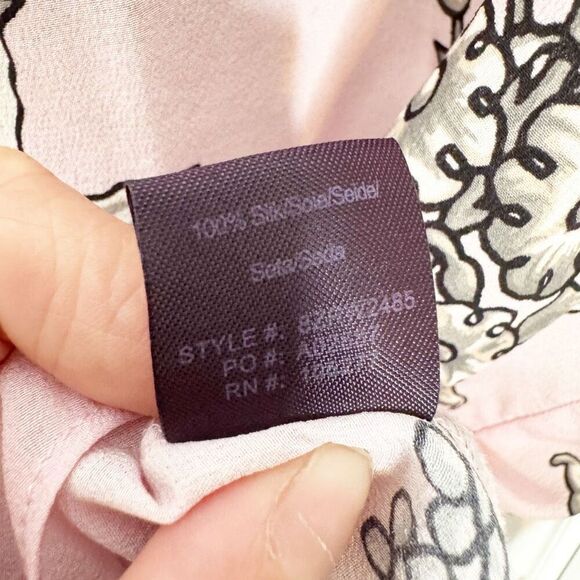 100% Silk/Soie/Seide/
Seta/Seda
STYLE #:
PO #:
RN #: